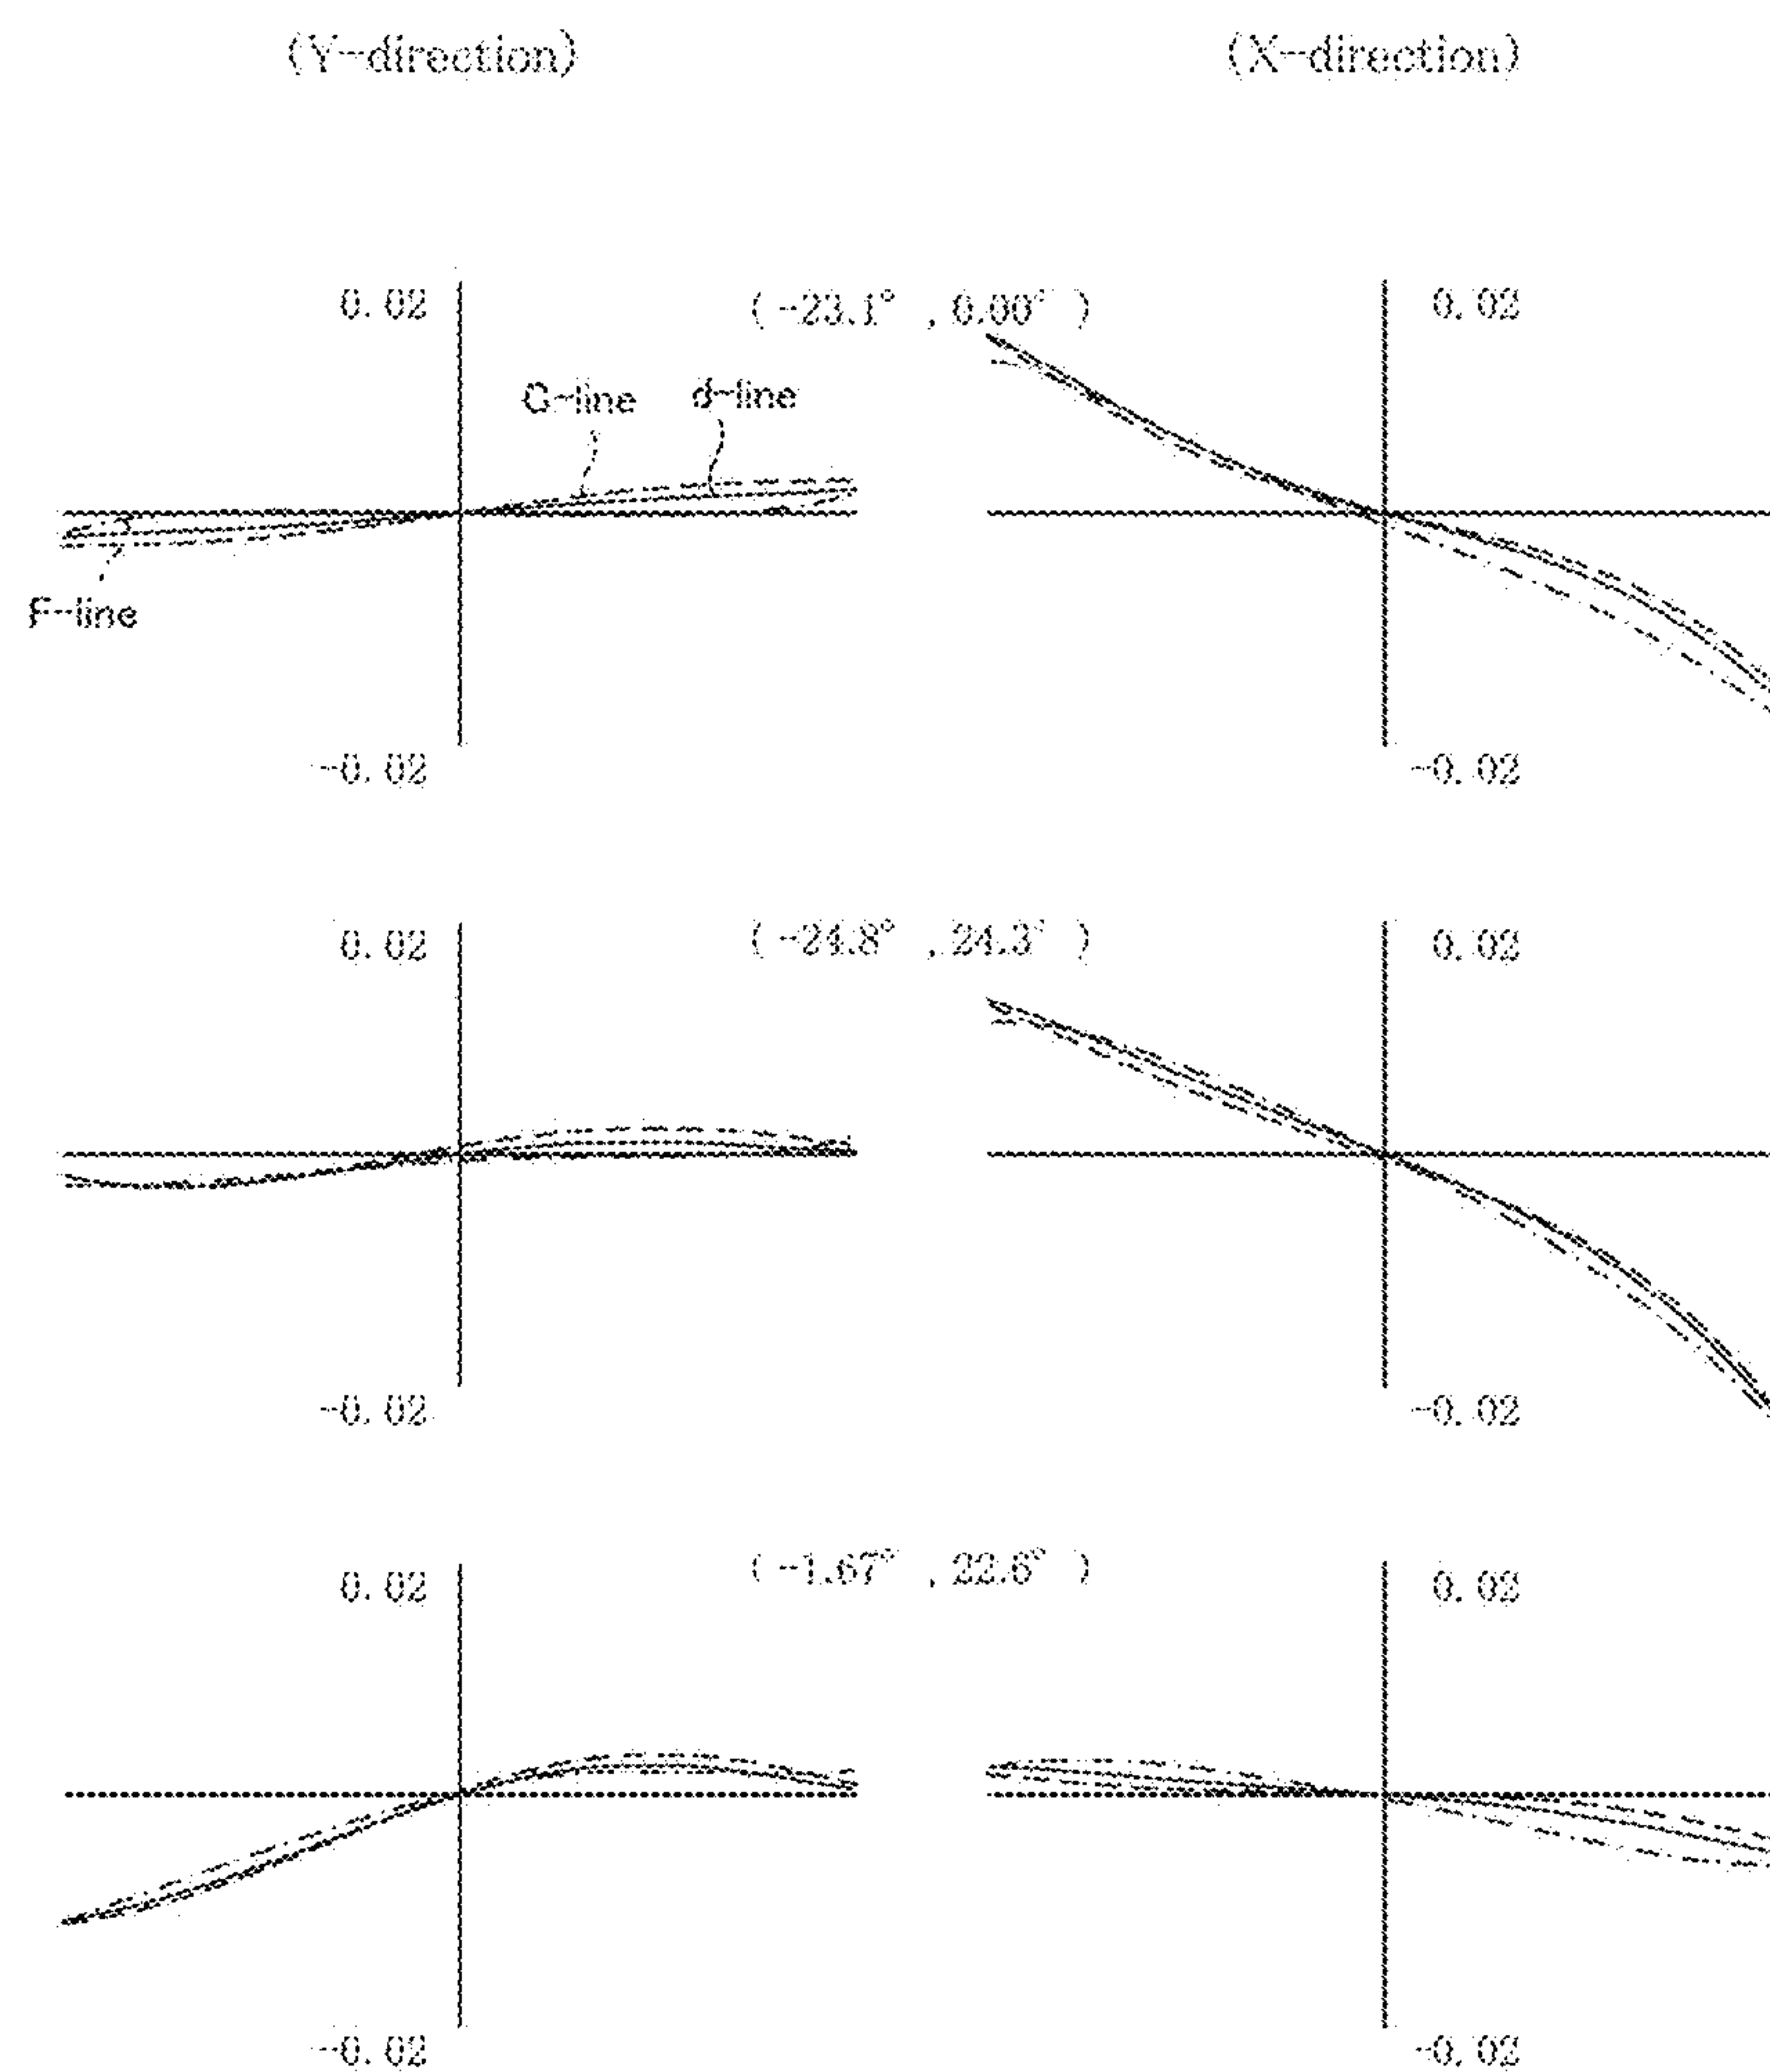 (Y-direction) (X-direction)
0.02 (-23.1° , 0.00° ) 0.02
C-line d-line
F-line
-0.02 -0.02
0.02 (-24.8° , 24.3° ) 0.02
-0.02 -0.02
0.02 (-1.67° , 22.6° ) 0.02
-0.02 -0.02